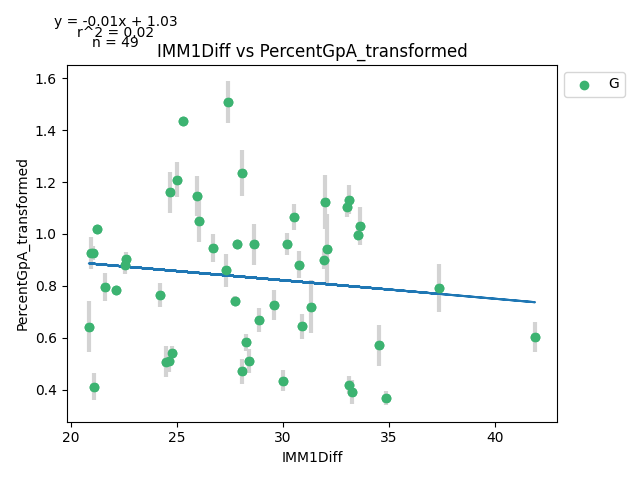 y = -0.01x + 1.03
r^2 = 0.02
n = 49
IMM1Diff vs PercentGpA_transformed
G
PercentGpA_transformed
1.6
1.4
1.2
1.0
0.8
0.6
0.4
20
25
30
35
40
IMM1Diff